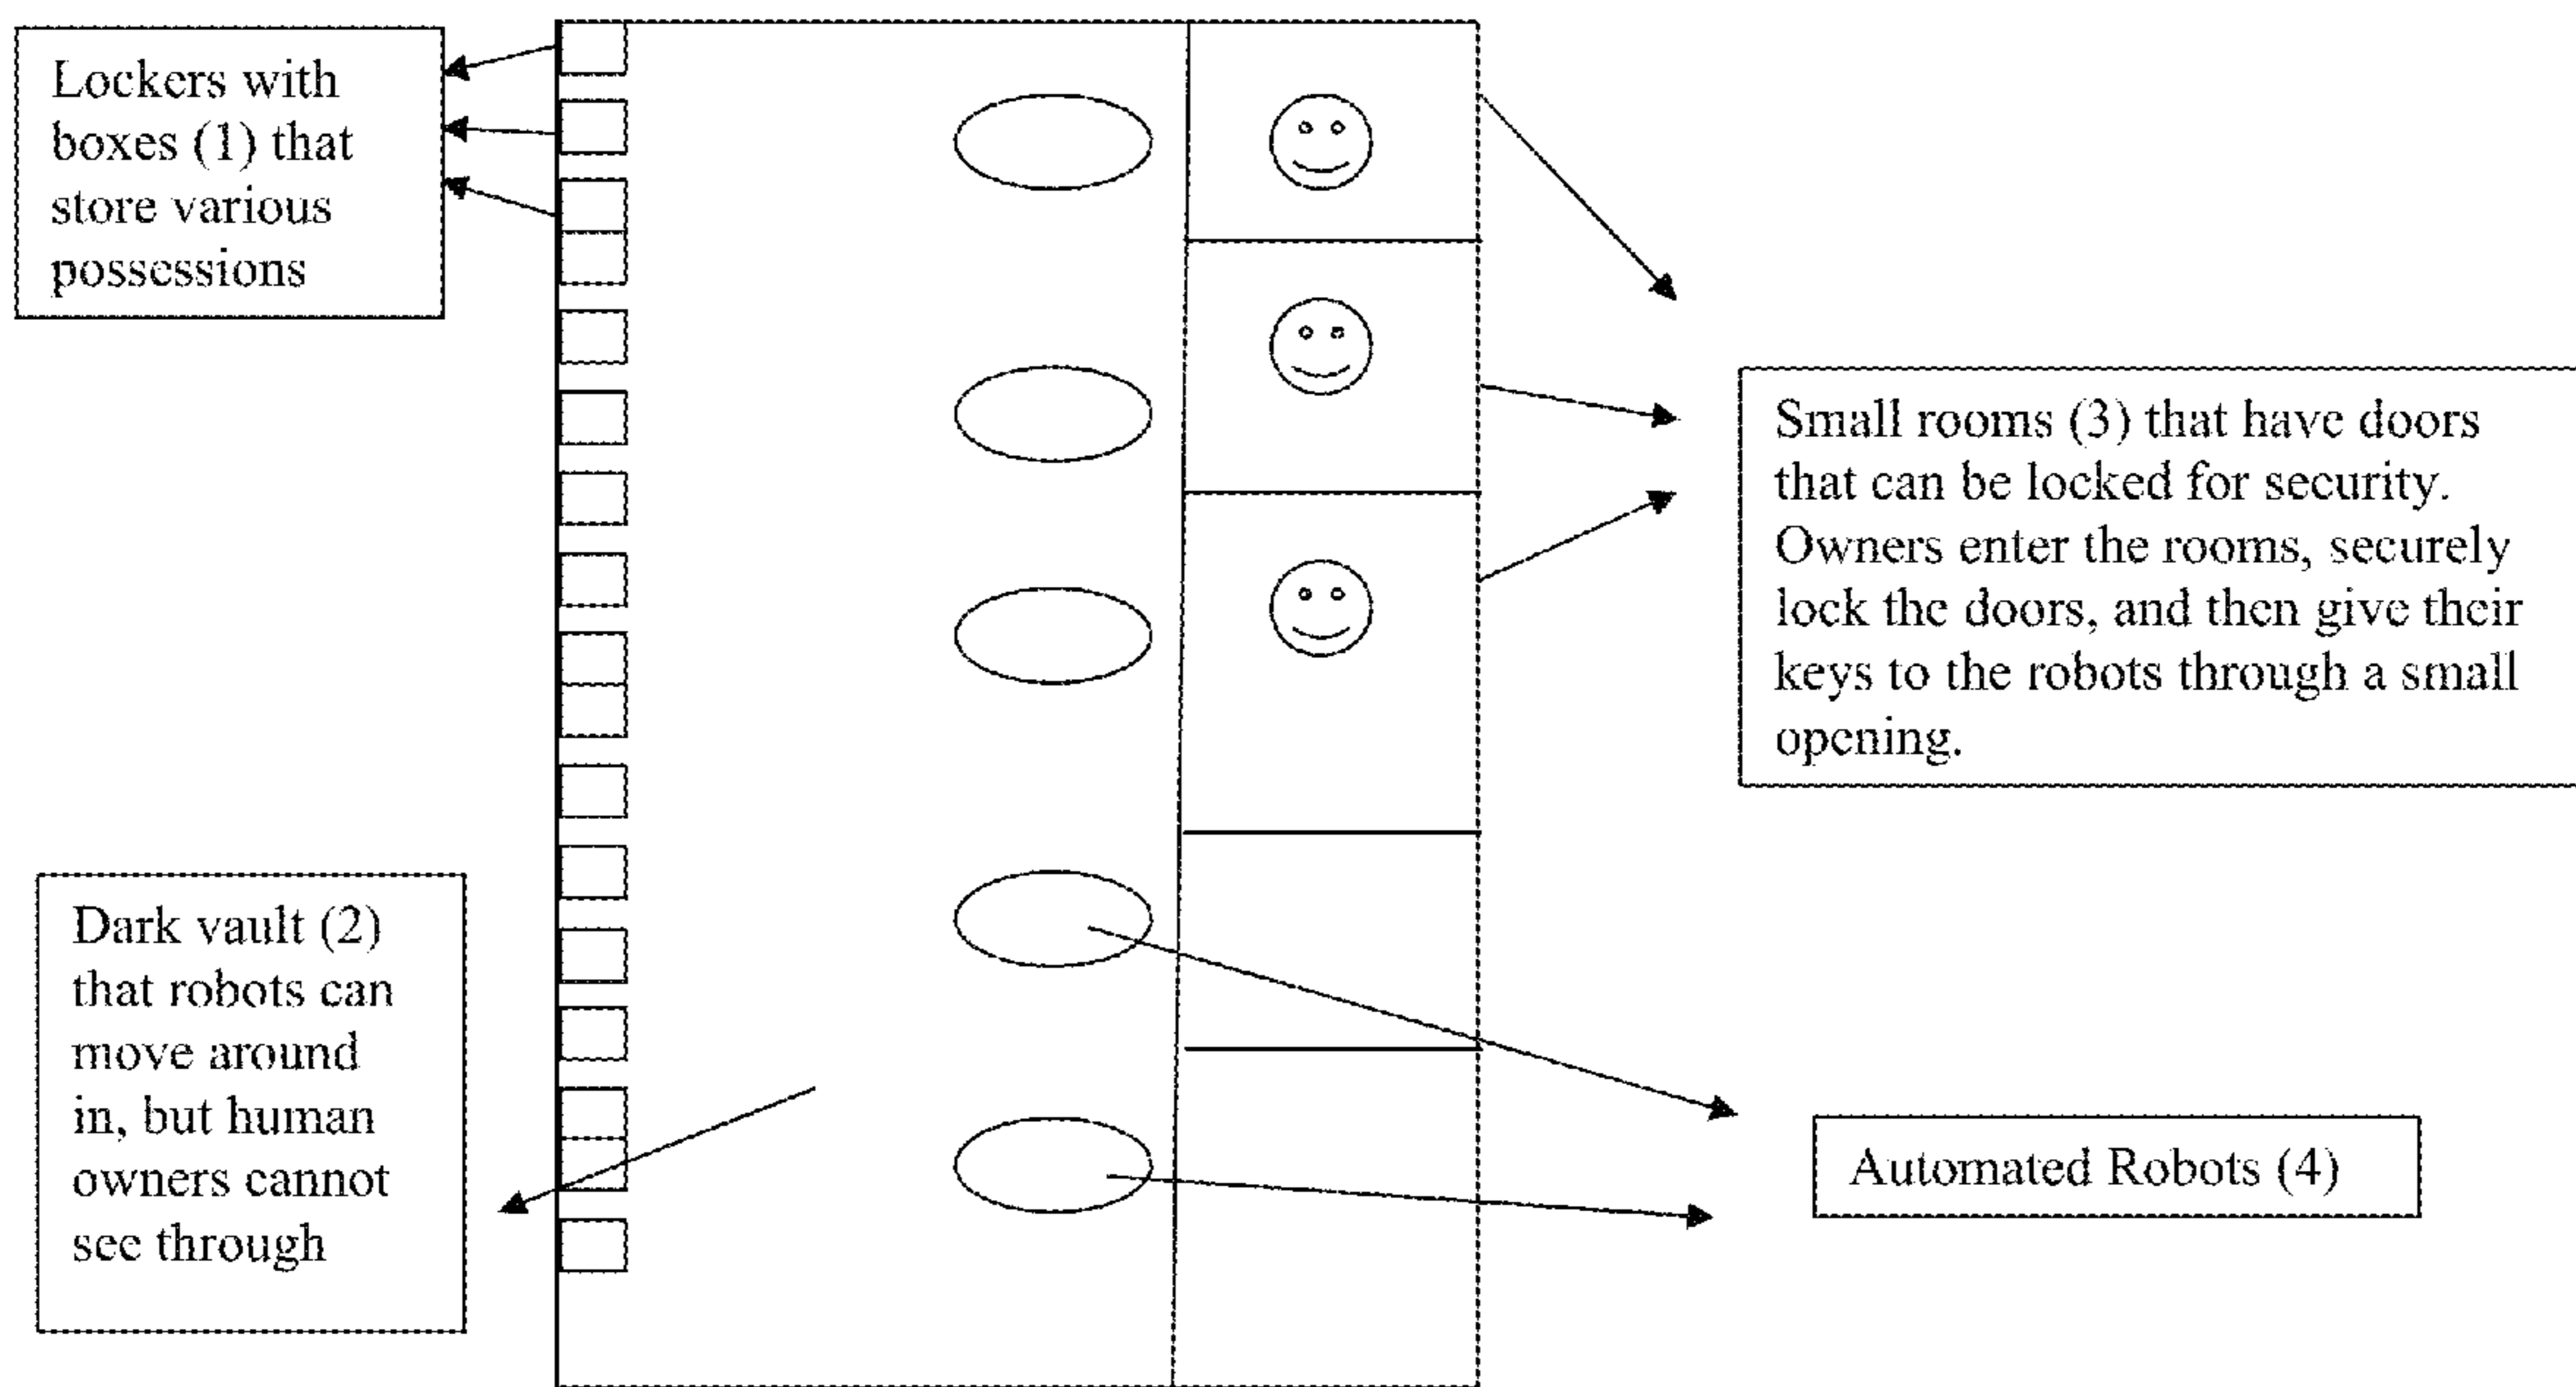 Lockers with
boxes (1) that
store various
possessions
Small rooms (3) that have doors
that can be locked for security.
Owners enter the rooms, securely
lock the doors, and then give their
keys to the robots through a small
opening.
Dark vault (2)
that robots can
move around
in, but human
owners cannot
see through
Automated Robots (4)